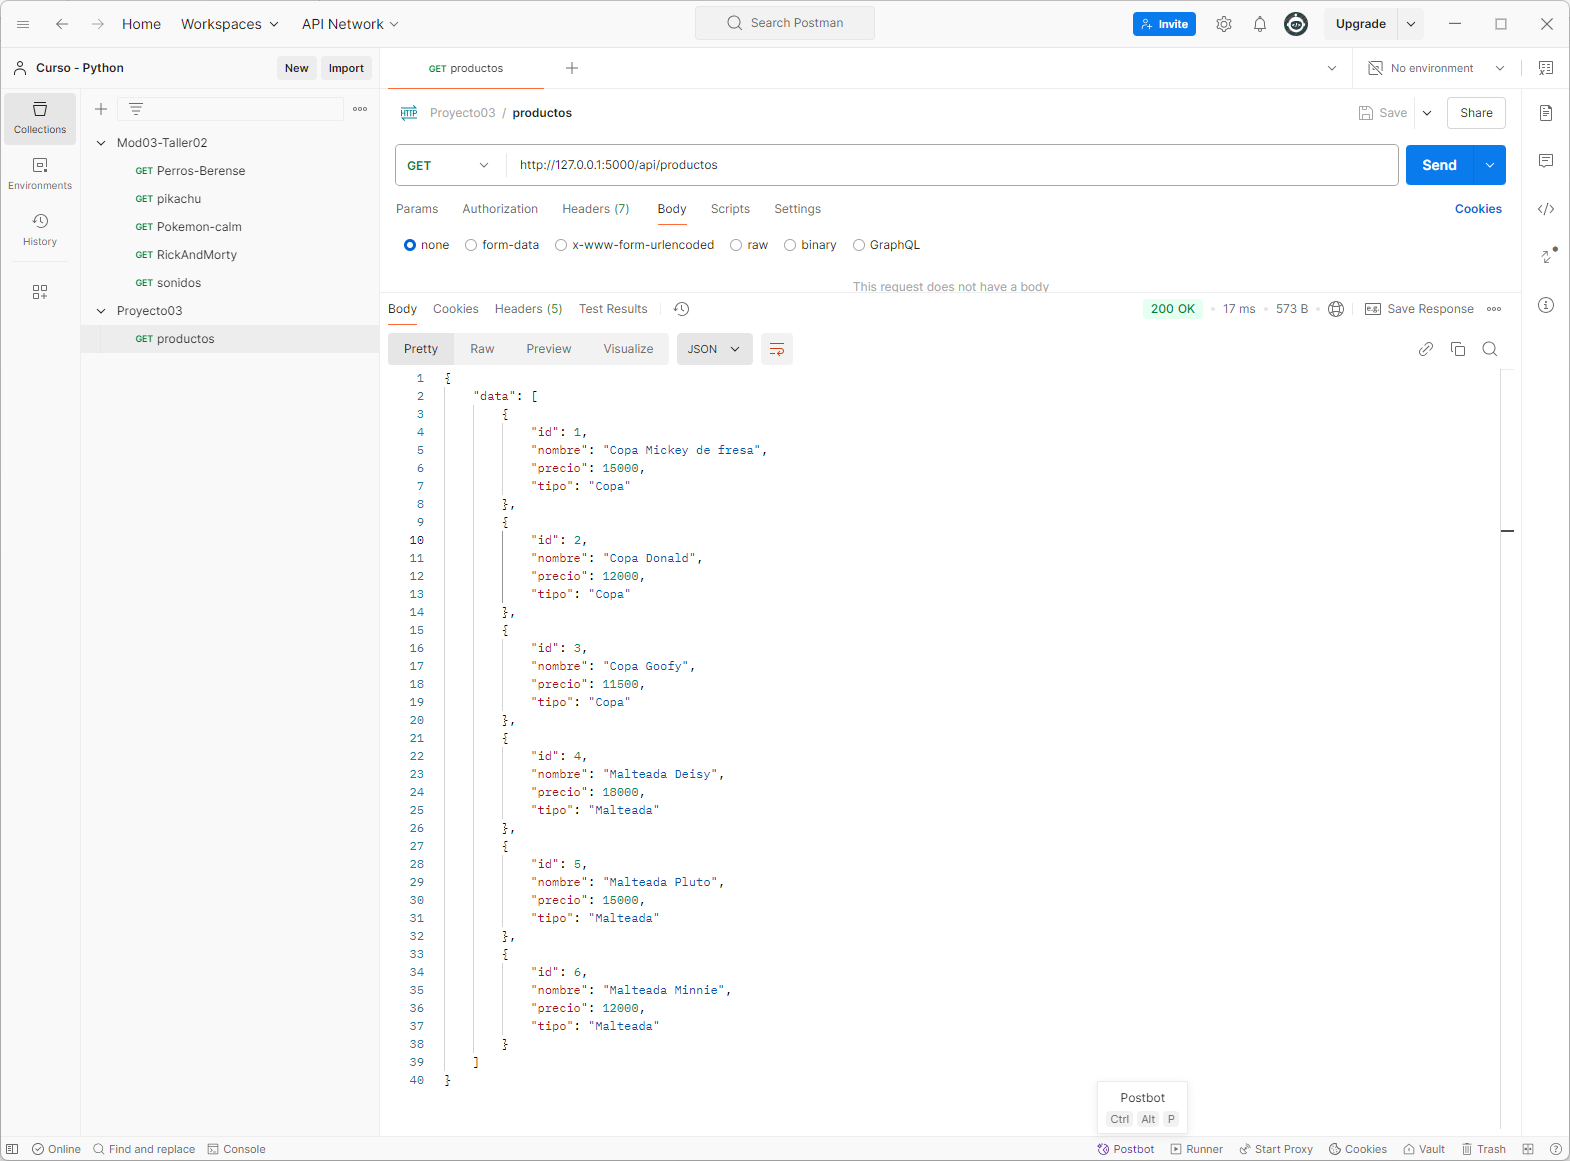 Home Workspaces API Network Search Postman Invite Upgrade
Curso - Python New Import GET productos No environment
Collections
Environments
History
Mod03-Taller02
GET Perros-Berense
GET pikachu
GET Pokemon-calm
GET RickAndMorty
GET sonidos
Proyecto03
GET productos
HTTP Proyecto03 / productos Save Share
GET http://127.0.0.1:5000/api/productos Send
Params Authorization Headers (7) Body Scripts Settings Cookies
none form-data x-www-form-urlencoded raw binary GraphQL
This request does not have a body
Body Cookies Headers (5) Test Results 200 OK • 17 ms • 573 B • e.g. Save Response
Pretty Raw Preview Visualize JSON
1 {
2 "data": [
3 {
4 "id": 1,
5 "nombre": "Copa Mickey de fresa",
6 "precio": 15000,
7 "tipo": "Copa"
8 },
9 {
10 "id": 2,
11 "nombre": "Copa Donald",
12 "precio": 12000,
13 "tipo": "Copa"
14 },
15 {
16 "id": 3,
17 "nombre": "Copa Goofy",
18 "precio": 11500,
19 "tipo": "Copa"
20 },
21 {
22 "id": 4,
23 "nombre": "Malteada Deisy",
24 "precio": 18000,
25 "tipo": "Malteada"
26 },
27 {
28 "id": 5,
29 "nombre": "Malteada Pluto",
30 "precio": 15000,
31 "tipo": "Malteada"
32 },
33 {
34 "id": 6,
35 "nombre": "Malteada Minnie",
36 "precio": 12000,
37 "tipo": "Malteada"
38 }
39 ]
40 }
Postbot
Ctrl Alt P
Online Find and replace Console Postbot Runner Start Proxy Cookies Vault Trash